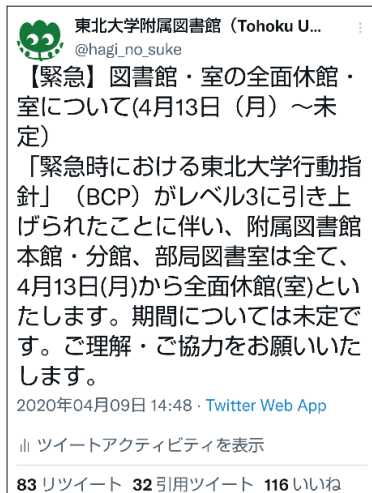 東北大学附属図書館（Tohoku U...
@hagi_no_suke
【緊急】図書館・室の全面休館・
室について(4月13日（月）～未
定）
「緊急時における東北大学行動指
針」（BCP）がレベル3に引き上
げられたことに伴い、附属図書館
本館・分館、部局図書室は全て、
4月13日(月)から全面休館(室)とい
たします。期間については未定で
す。ご理解・ご協力をお願いいた
します。
2020年04月09日 14:48 · Twitter Web App
ツイートアクティビティを表示
83 リツイート 32 引用ツイート 116 いいね